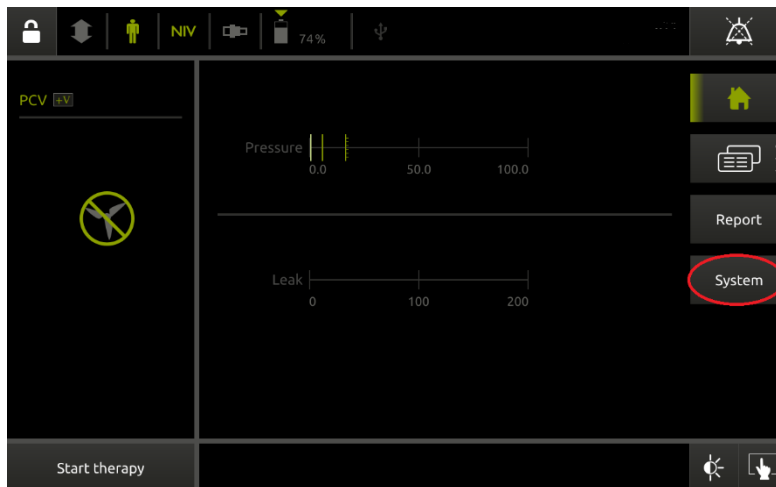 NIV
74%
PCV +V
Pressure
0.0 50.0 100.0
Report
Leak
0 100 200
System
Start therapy